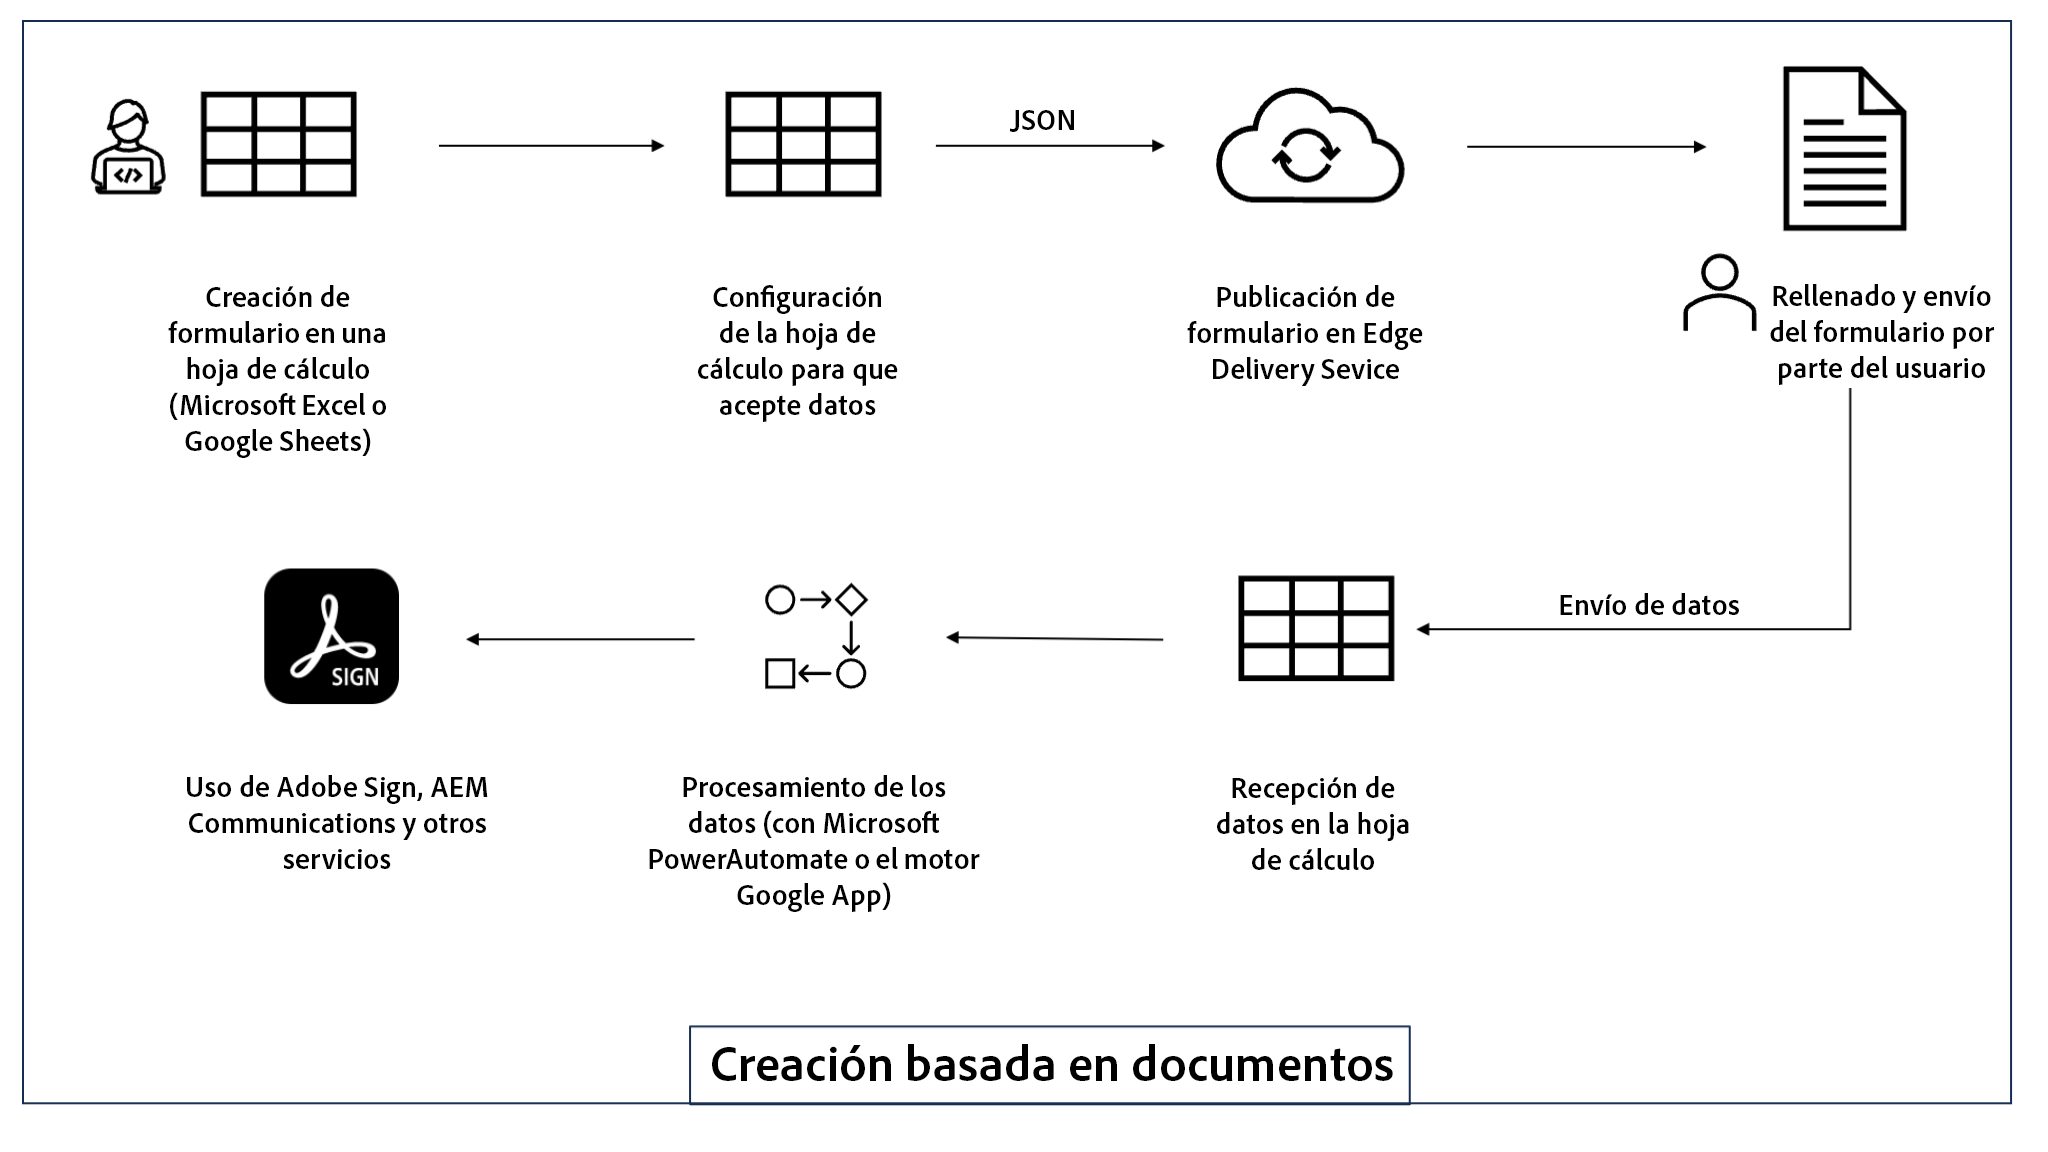 JSON
Creación de
formulario en una
hoja de cálculo
(Microsoft Excel o
Google Sheets)
Configuración
de la hoja de
cálculo para que
acepte datos
Publicación de
formulario en Edge
Delivery Sevice
Rellenado y envío
del formulario por
parte del usuario
Envío de datos
SIGN
Uso de Adobe Sign, AEM
Communications y otros
servicios
Procesamiento de los
datos (con Microsoft
PowerAutomate o el motor
Google App)
Recepción de
datos en la hoja
de cálculo
Creación basada en documentos